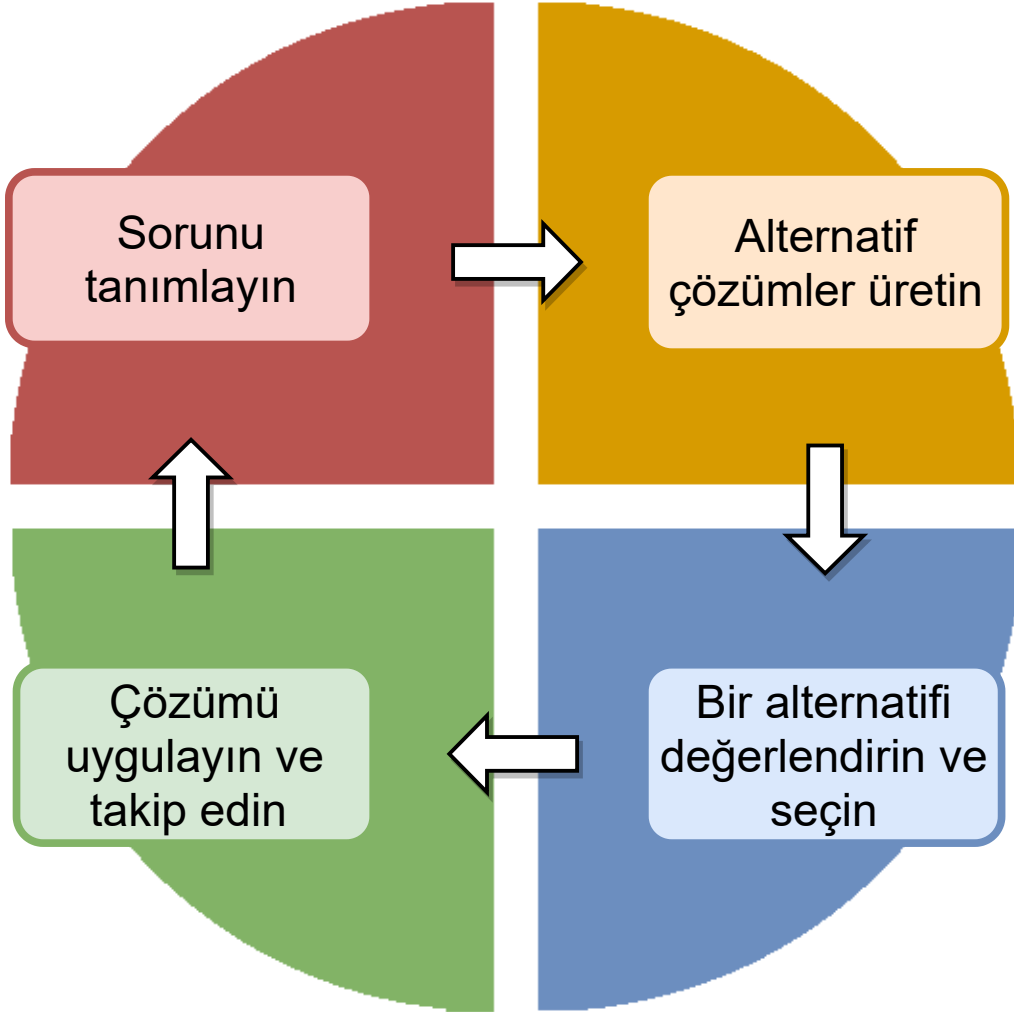 Sorunu
tanımlayın
Alternatif
çözümler üretin
Bir alternatifi
değerlendirin ve
seçin
Çözümü
uygulayın ve
takip edin